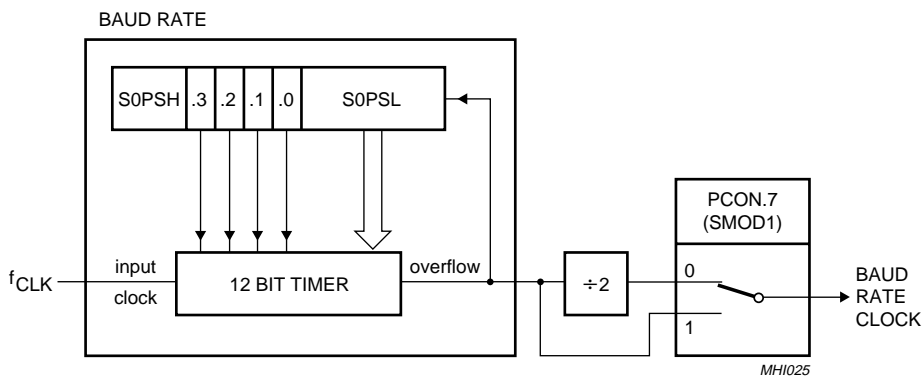 BAUD RATE
S0PSH .3 .2 .1 .0 S0PSL
PCON.7
(SMOD1)
fCLK
input
clock
12 BIT TIMER
overflow
÷2
0
1
BAUD
RATE
CLOCK
MHI025